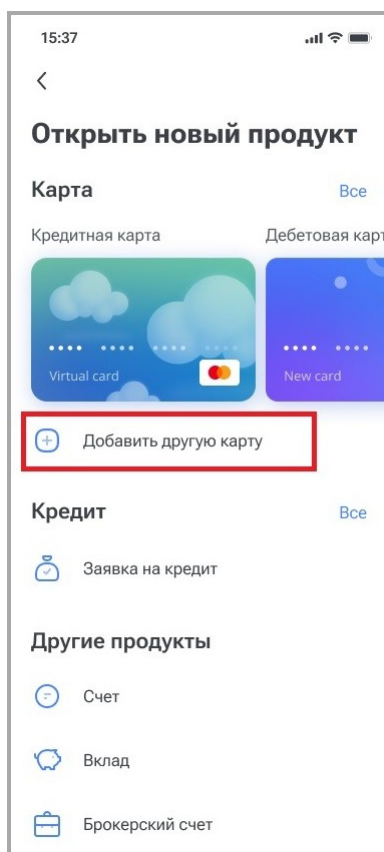 15:37
Открыть новый продукт
Карта
Все
Кредитная карта
Дебетовая карт
Virtual card
New card
Добавить другую карту
Кредит
Все
Заявка на кредит
Другие продукты
Счет
Вклад
Брокерский счет